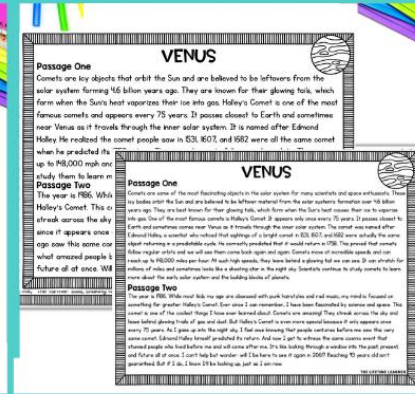 VENUS
Passage One
Comets are icy objects that orbit the Sun and are believed to be leftovers from the
solar system forming 4.6 billion years ago. They are known for their glowing tails, which
form when the Sun's heat vaporizes their ice into gas. Halley's Comet is one of the most
famous comets and appears every 75 years. It passes closest to Earth and sometimes
near Venus as it travels through the inner solar system. It is named after Edmond
Halley. He realized the comet people saw in 1531, 1607, and 1682 were all the same comet
when he predicted its
up to 148,000 mph and
study them to learn m
Passage Two
The year is 1986. Whil
Halley's Comet. This c
streak across the sky
since it appears once
ago saw this same co
what amazed people b
future all at once. Will
VENUS
Passage One
Comets are some of the most fascinating objects in the solar system for many scientists and space enthusiasts. These
icy bodies orbit the Sun and are believed to be leftover material from the solar system's formation over 4.6 billion
years ago. They are best known for their glowing tails, which form when the Sun's heat causes their ice to vaporize
into gas. One of the most famous comets is Halley's Comet. It appears only once every 75 years. It passes closest to
Earth and sometimes comes near Venus as it travels through the inner solar system. The comet was named after
Edmond Halley, a scientist who noticed that sightings of a bright comet in 1531, 1607, and 1682 were actually the same
object returning in a predictable cycle. He correctly predicted that it would return in 1758. This proved that comets
follow regular orbits and we will see them come back again and again. Comets move at incredible speeds and can
reach up to 148,000 miles per hour. At such high speeds, they leave behind a glowing tail we can see. It can stretch for
millions of miles and sometimes looks like a shooting star in the night sky. Scientists continue to study comets to learn
more about the early solar system and the building blocks of planets.
Passage Two
The year is 1986. While most kids my age are obsessed with punk hairstyles and rad music, my mind is focused on
something far greater: Halley's Comet. Ever since I can remember, I have been fascinated by science and space. This
comet is one of the coolest things I have ever learned about. Comets are amazing! They streak across the sky and
leave behind glowing trails of gas and dust. But Halley's Comet is even more special because it only appears once
every 75 years. As I gaze up into the night sky, I feel awe knowing that people centuries before me saw this very
same comet. Edmond Halley himself predicted its return. And now I get to witness the same cosmic event that
stunned people who lived before me and will come after me. It's like looking through a window into the past, present,
and future all at once. I can't help but wonder: will I be here to see it again in 2061? Reaching 90 years old isn't
guaranteed. But if I do, I know I'll be looking up, just as I am now.
THE LIFETIME LEARNER